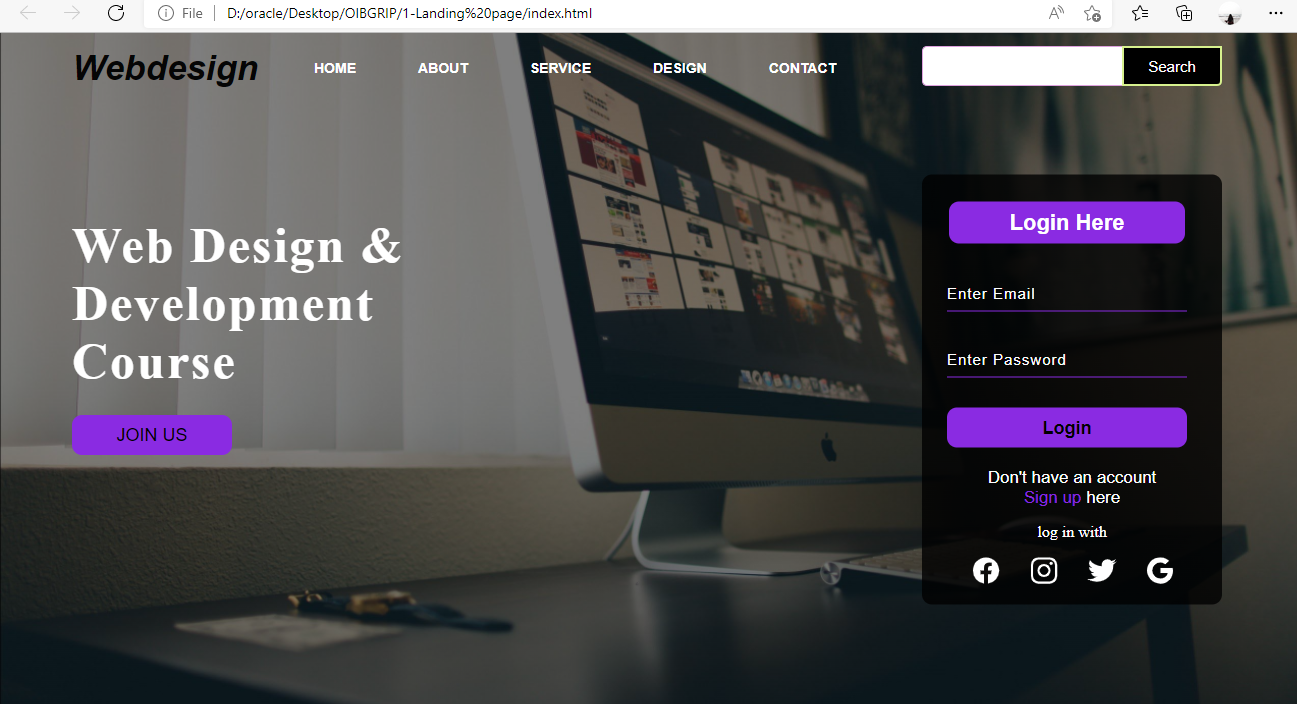 File
D:/oracle/Desktop/OIBGRIP/1-Landing%20page/index.html
Webdesign HOME ABOUT SERVICE DESIGN CONTACT Search
Web Design &
Development
Course
JOIN US
Login Here
Enter Email
Enter Password
Login
Don't have an account
Sign up here
log in with